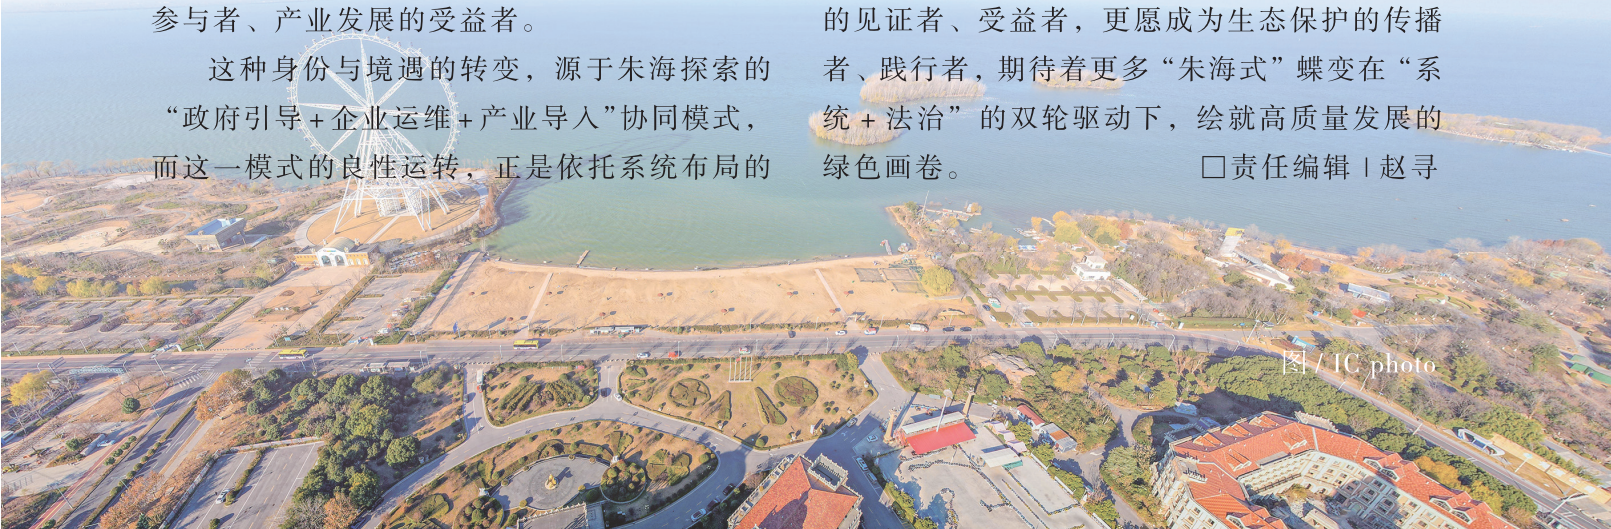 参与者、产业发展的受益者。
这种身份与境遇的转变，源于朱海探索的
“政府引导+企业运维+产业导入”协同模式，
而这一模式的良性运转，正是依托系统布局的
的见证者、受益者，更愿成为生态保护的传播
者、践行者，期待着更多“朱海式”蝶变在“系
统+法治”的双轮驱动下，绘就高质量发展的
绿色画卷。
□责任编辑 | 赵寻
图/ IC photo